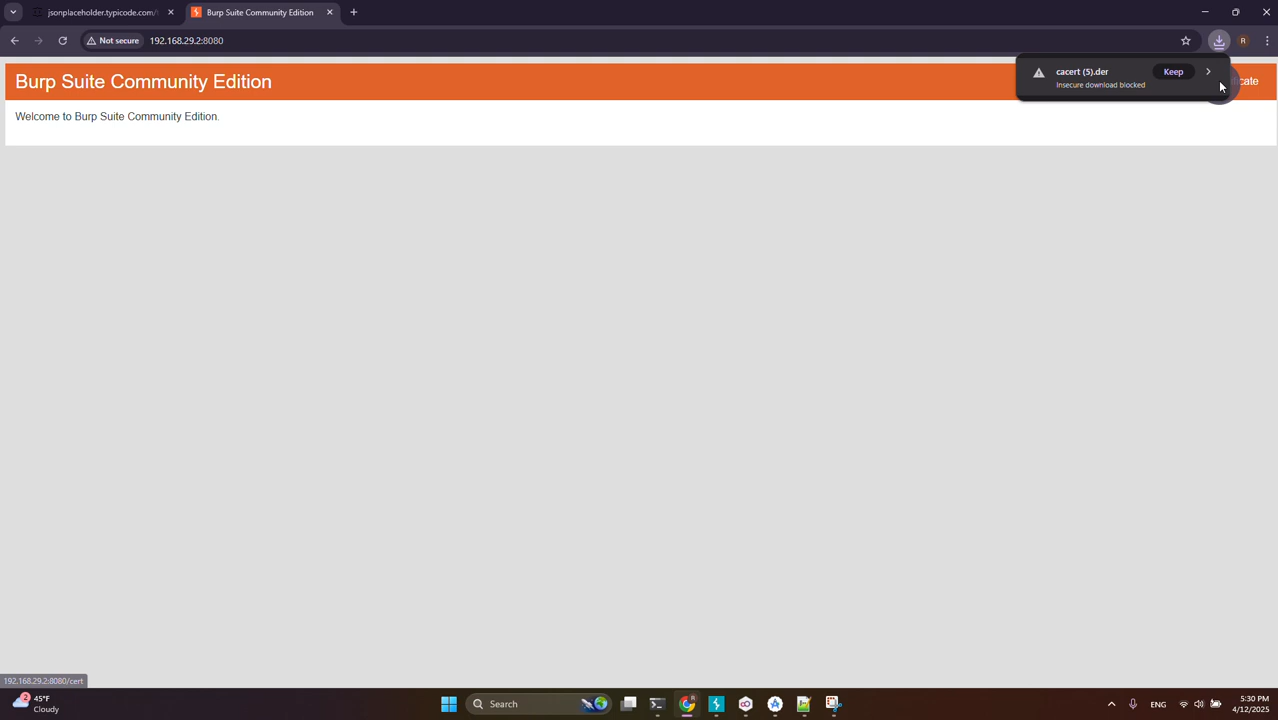 jsonplaceholder.typicode.com/
Burp Suite Community Edition
Not secure
192.168.29.2:8080
R
cacert (5).der
Keep
Insecure download blocked
Burp Suite Community Edition
Welcome to Burp Suite Community Edition.
192.168.29.2:8080/cert
2
45°F
Cloudy
Search
R
ENG
5:30 PM
4/12/2025